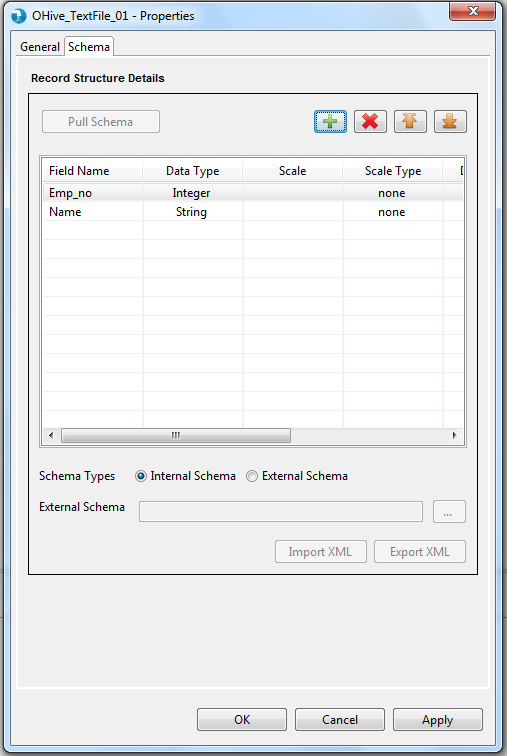 OHive_TextFile_01 - Properties
General Schema
Record Structure Details
Pull Schema
Field Name Data Type Scale Scale Type
Emp_no Integer none
Name String none
Schema Types Internal Schema External Schema
External Schema ...
Import XML Export XML
OK Cancel Apply